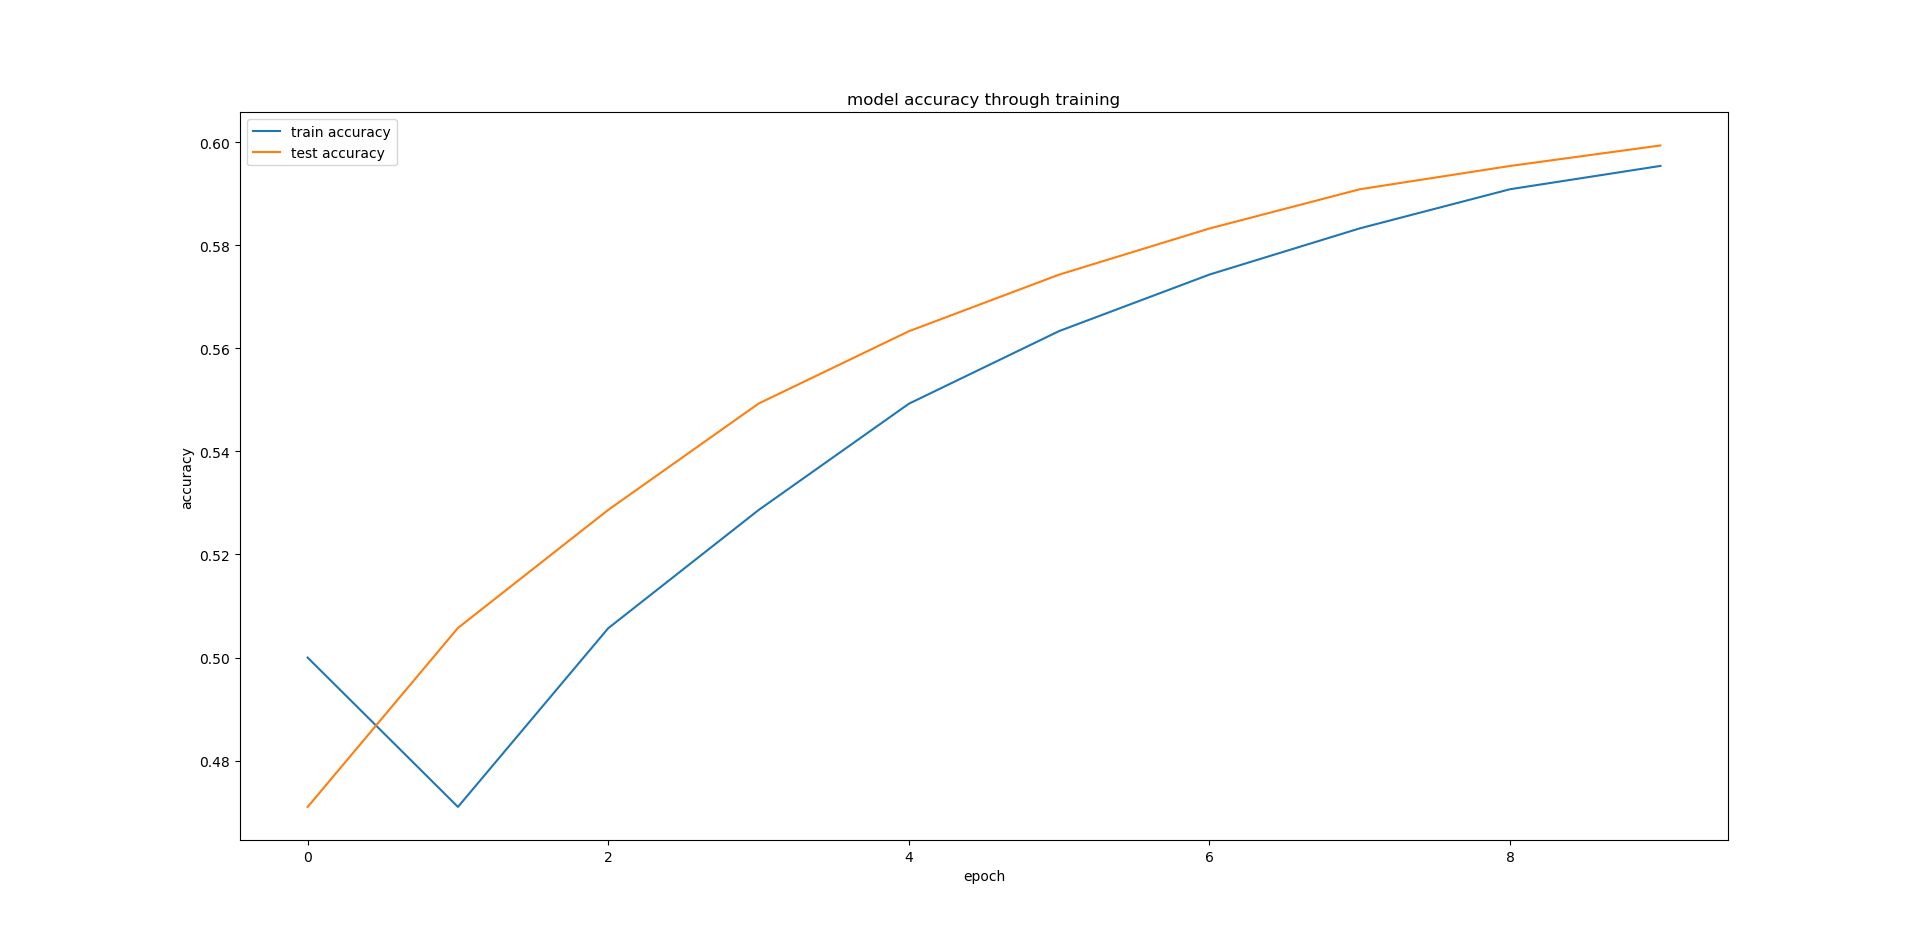 model accuracy through training
train accuracy
test accuracy
0.60
0.58
0.56
0.54
0.52
0.50
0.48
accuracy
0 2 4 6 8
epoch